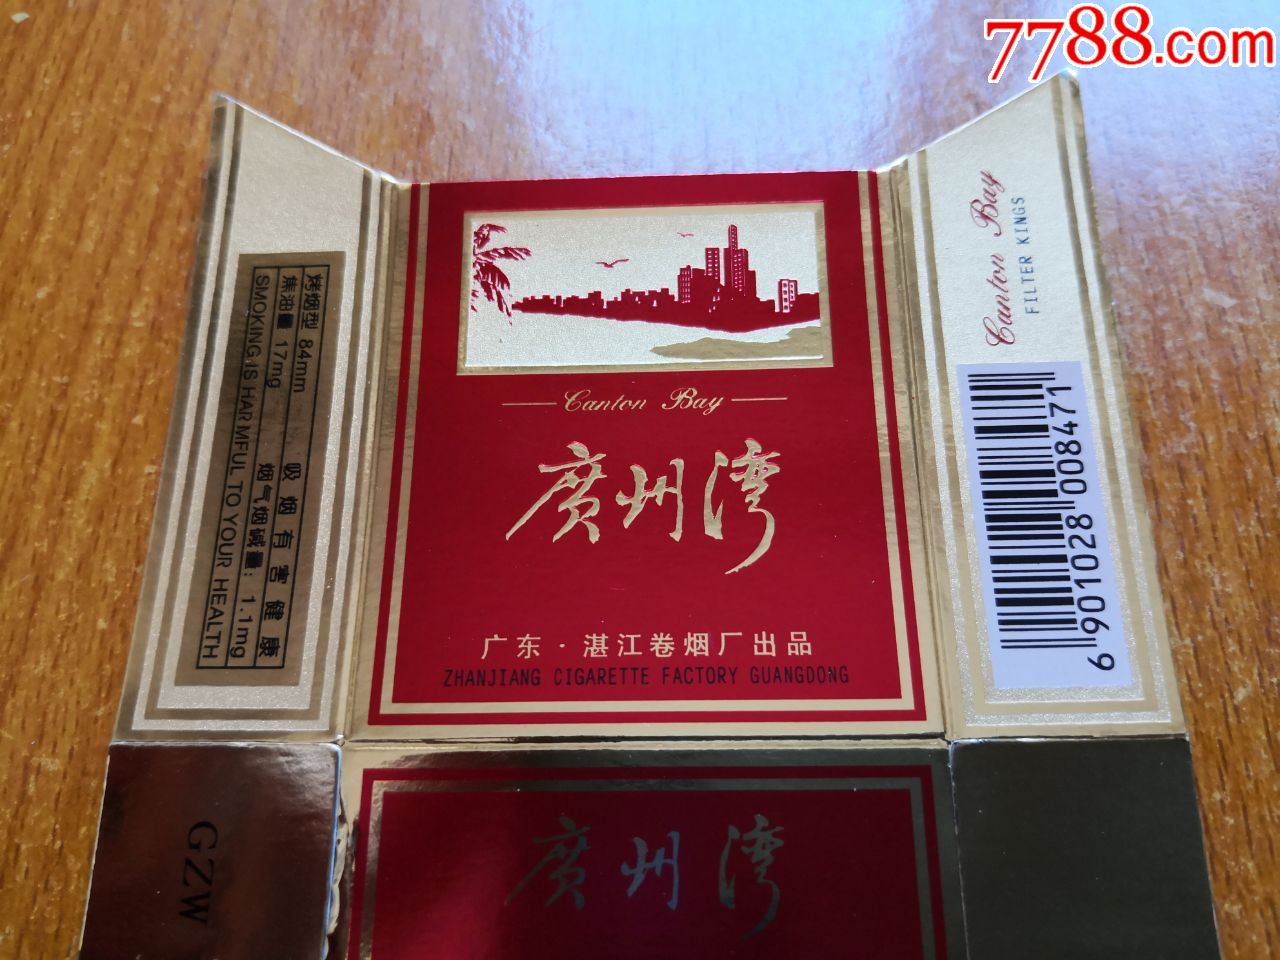 7788.com
烤烟型 84mm 吸烟有害健康
焦油量 17mg 烟气烟碱量：1.1mg
SMOKING IS HARMFUL TO YOUR HEALTH
Canton Bay
廣州湾
广东·湛江卷烟厂出品
ZHANJIANG CIGARETTE FACTORY GUANGDONG
Canton Bay
FILTER KINGS
6 901028 008471
GZW
廣州湾